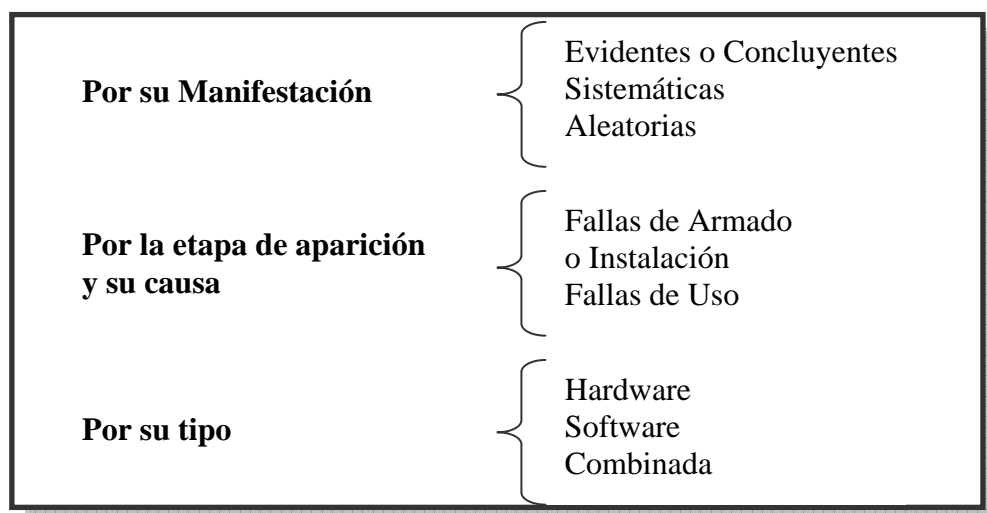 Por su Manifestación
Evidentes o Concluyentes
Sistemáticas
Aleatorias
Por la etapa de aparición
y su causa
Fallas de Armado
o Instalación
Fallas de Uso
Por su tipo
Hardware
Software
Combinada